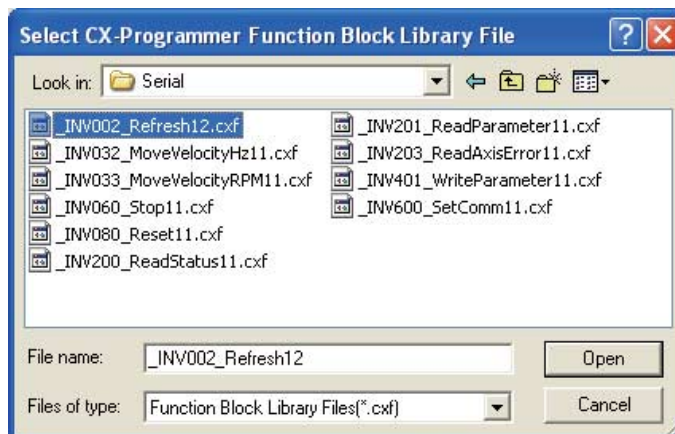 Select CX-Programmer Function Block Library File
Look in: Serial
_INV002_Refresh12.cxf
_INV032_MoveVelocityHz11.cxf
_INV033_MoveVelocityRPM11.cxf
_INV060_Stop11.cxf
_INV080_Reset11.cxf
_INV200_ReadStatus11.cxf
_INV201_ReadParameter11.cxf
_INV203_ReadAxisError11.cxf
_INV401_WriteParameter11.cxf
_INV600_SetComm11.cxf
File name: _INV002_Refresh12 Open
Files of type: Function Block Library Files(*.cxf) Cancel